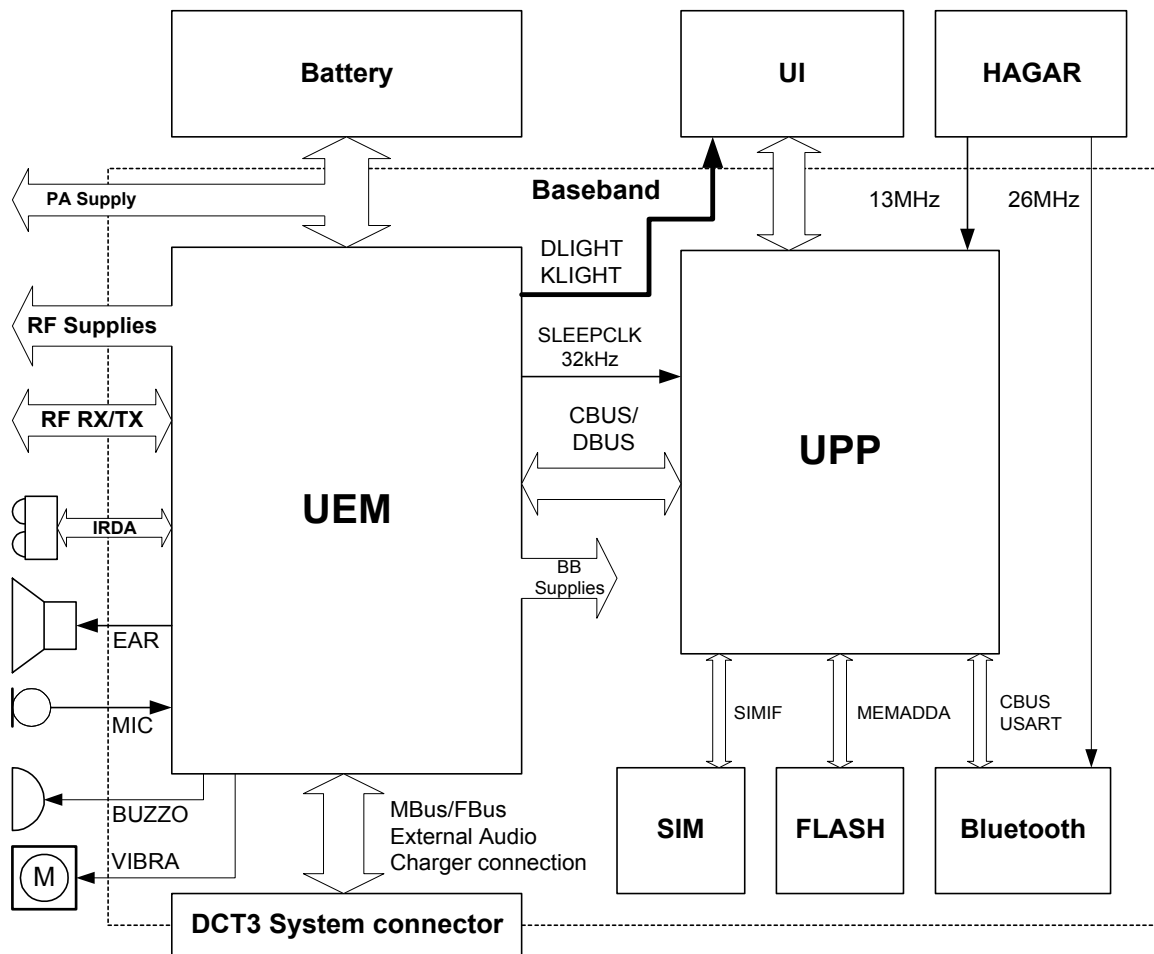 Battery
UI
HAGAR
PA Supply
Baseband
13MHz
26MHz
DLIGHT
KLIGHT
RF Supplies
SLEEPCLK
32kHz
RF RX/TX
CBUS/
DBUS
UPP
UEM
IRDA
BB
Supplies
EAR
MIC
SIMIF
MEMADDA
CBUS
USART
BUZZO
MBus/FBus
External Audio
Charger connection
SIM
FLASH
Bluetooth
VIBRA
M
DCT3 System connector